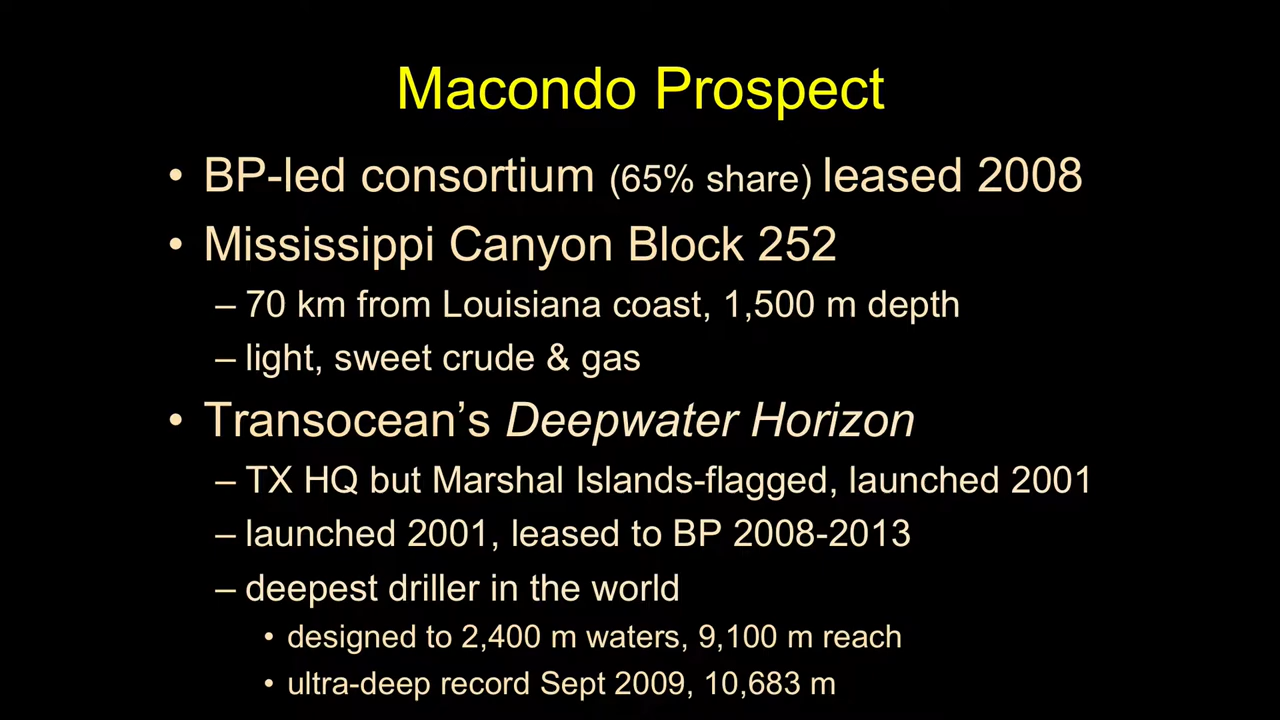 Macondo Prospect
• BP-led consortium (65% share) leased 2008
• Mississippi Canyon Block 252
– 70 km from Louisiana coast, 1,500 m depth
– light, sweet crude & gas
• Transocean’s Deepwater Horizon
– TX HQ but Marshal Islands-flagged, launched 2001
– launched 2001, leased to BP 2008-2013
– deepest driller in the world
• designed to 2,400 m waters, 9,100 m reach
• ultra-deep record Sept 2009, 10,683 m